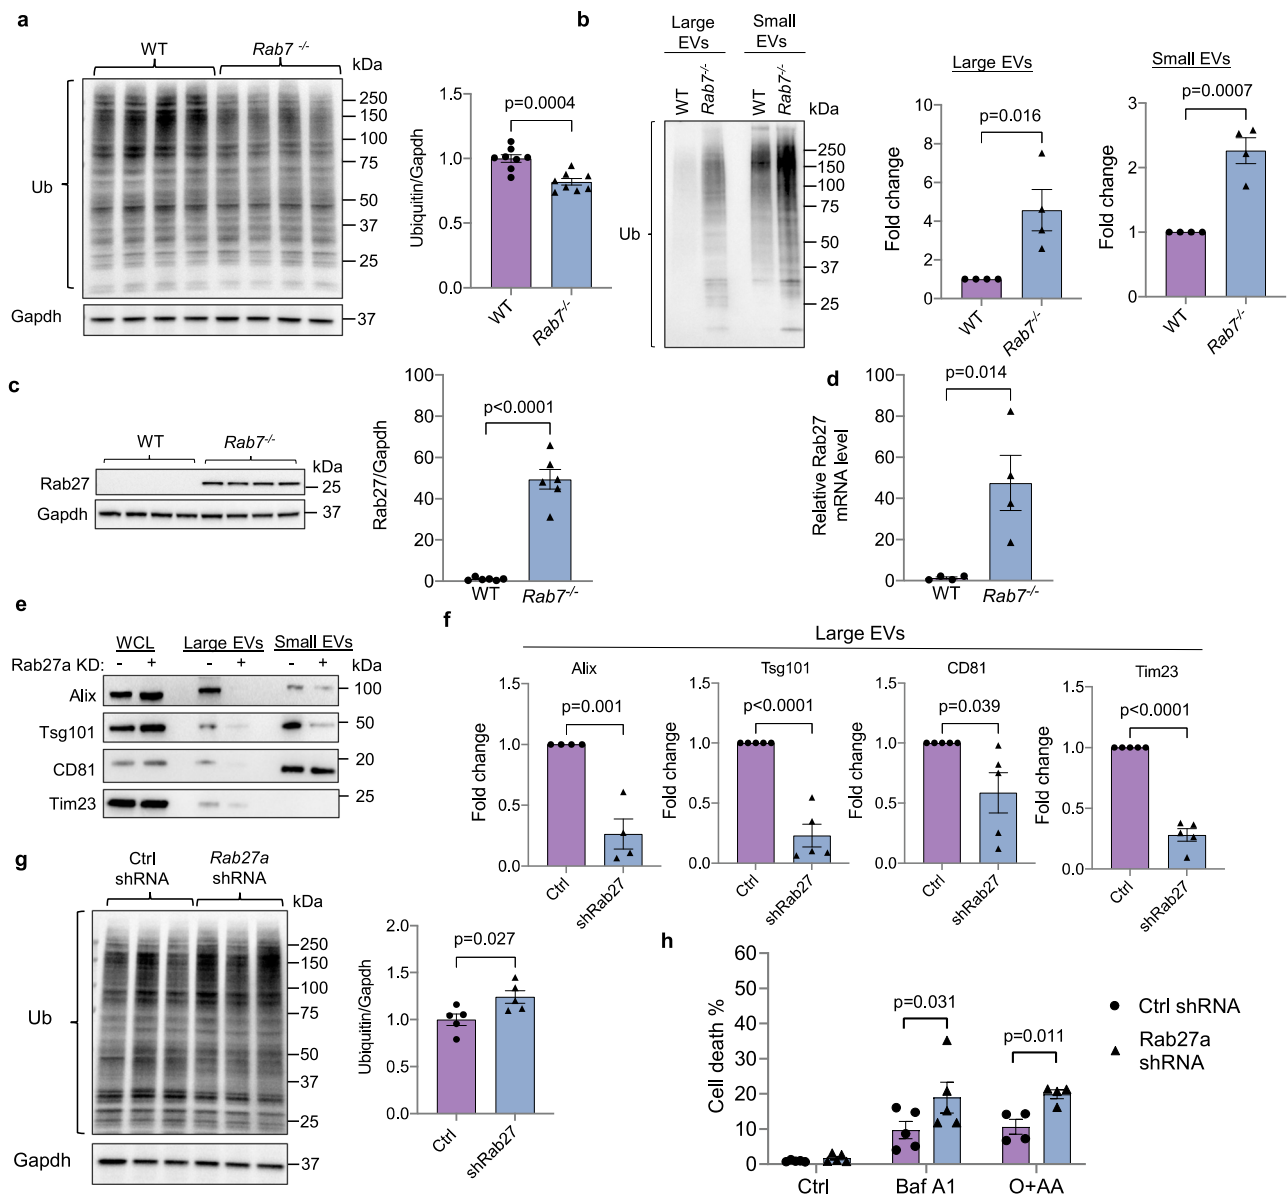 a
WT
Rab7 -/-
kDa
250
150
100
75
50
37
25
Ub
Gapdh
37
Ubiquitin/Gapdh
1.5
1.0
0.5
0.0
p=0.0004
WT
Rab7-/-
b
Large EVs
Small EVs
WT
Rab7-/-
WT
Rab7-/-
kDa
250
150
100
75
50
37
25
Ub
Large EVs
Fold change
10
8
6
4
2
0
p=0.016
WT
Rab7-/-
Small EVs
Fold change
3
2
1
0
p=0.0007
WT
Rab7-/-
c
WT
Rab7-/-
kDa
Rab27
25
Gapdh
37
Rab27/Gapdh
100
80
60
40
20
0
p<0.0001
WT
Rab7-/-
d
Relative Rab27
mRNA level
100
80
60
40
20
0
p=0.014
WT
Rab7-/-
e
WCL
Large EVs
Small EVs
Rab27a KD:
-
+
-
+
-
+
kDa
Alix
100
Tsg101
50
CD81
20
Tim23
25
f
Large EVs
Alix
Fold change
1.5
1.0
0.5
0.0
p=0.001
Ctrl
shRab27
Tsg101
Fold change
1.5
1.0
0.5
0.0
p<0.0001
Ctrl
shRab27
CD81
Fold change
1.5
1.0
0.5
0.0
p=0.039
Ctrl
shRab27
Tim23
Fold change
1.5
1.0
0.5
0.0
p<0.0001
Ctrl
shRab27
g
Ctrl
shRNA
Rab27a
shRNA
kDa
250
150
100
75
50
37
25
Ub
Gapdh
37
Ubiquitin/Gapdh
2.0
1.5
1.0
0.5
0.0
p=0.027
Ctrl
shRab27
h
Cell death %
60
50
40
30
20
10
0
p=0.031
p=0.011
Ctrl
Baf A1
O+AA
Ctrl shRNA
Rab27a
shRNA